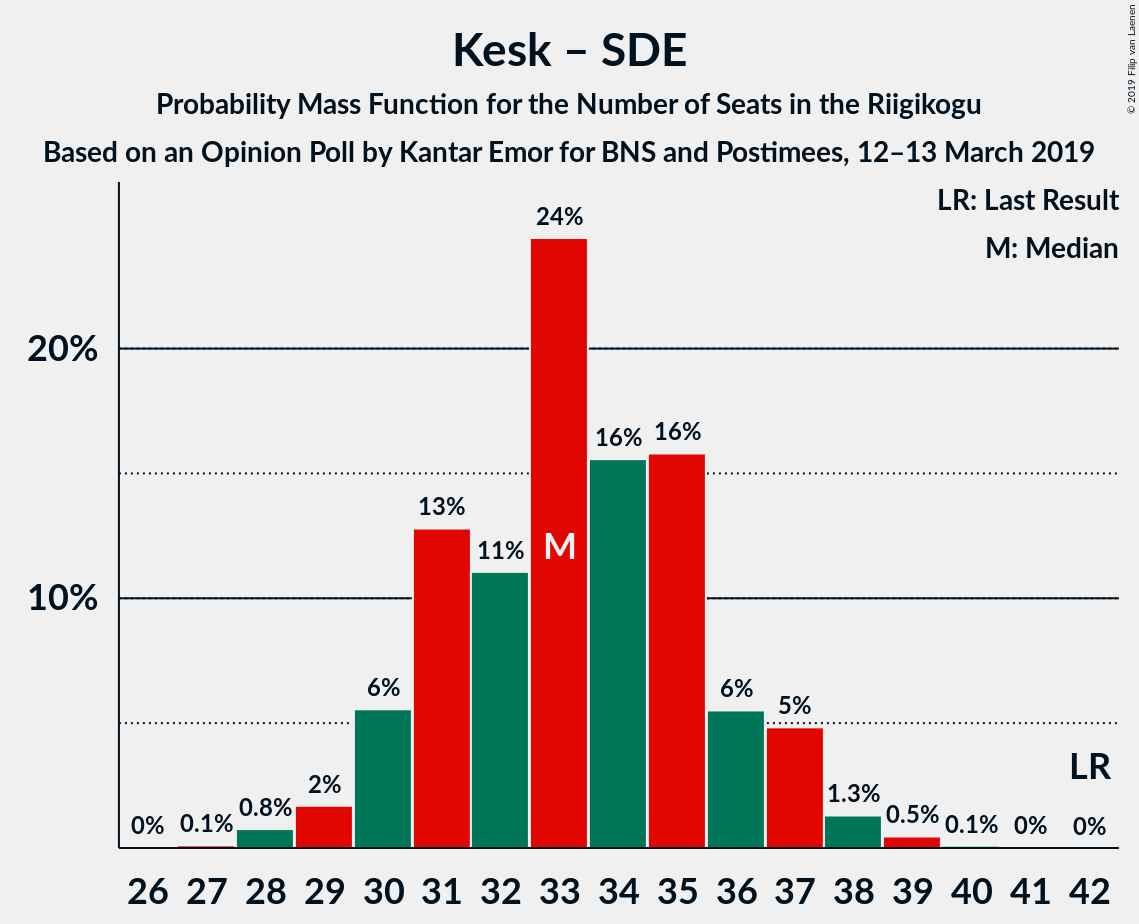 Kesk – SDE
Probability Mass Function for the Number of Seats in the Riigikogu
Based on an Opinion Poll by Kantar Emor for BNS and Postimees, 12–13 March 2019
© 2019 Filip van Laenen
LR: Last Result
M: Median
20%
10%
0%
0.1%
0.8%
2%
6%
13%
11%
24%
16%
16%
6%
5%
1.3%
0.5%
0.1%
0%
0%
M
LR
26 27 28 29 30 31 32 33 34 35 36 37 38 39 40 41 42